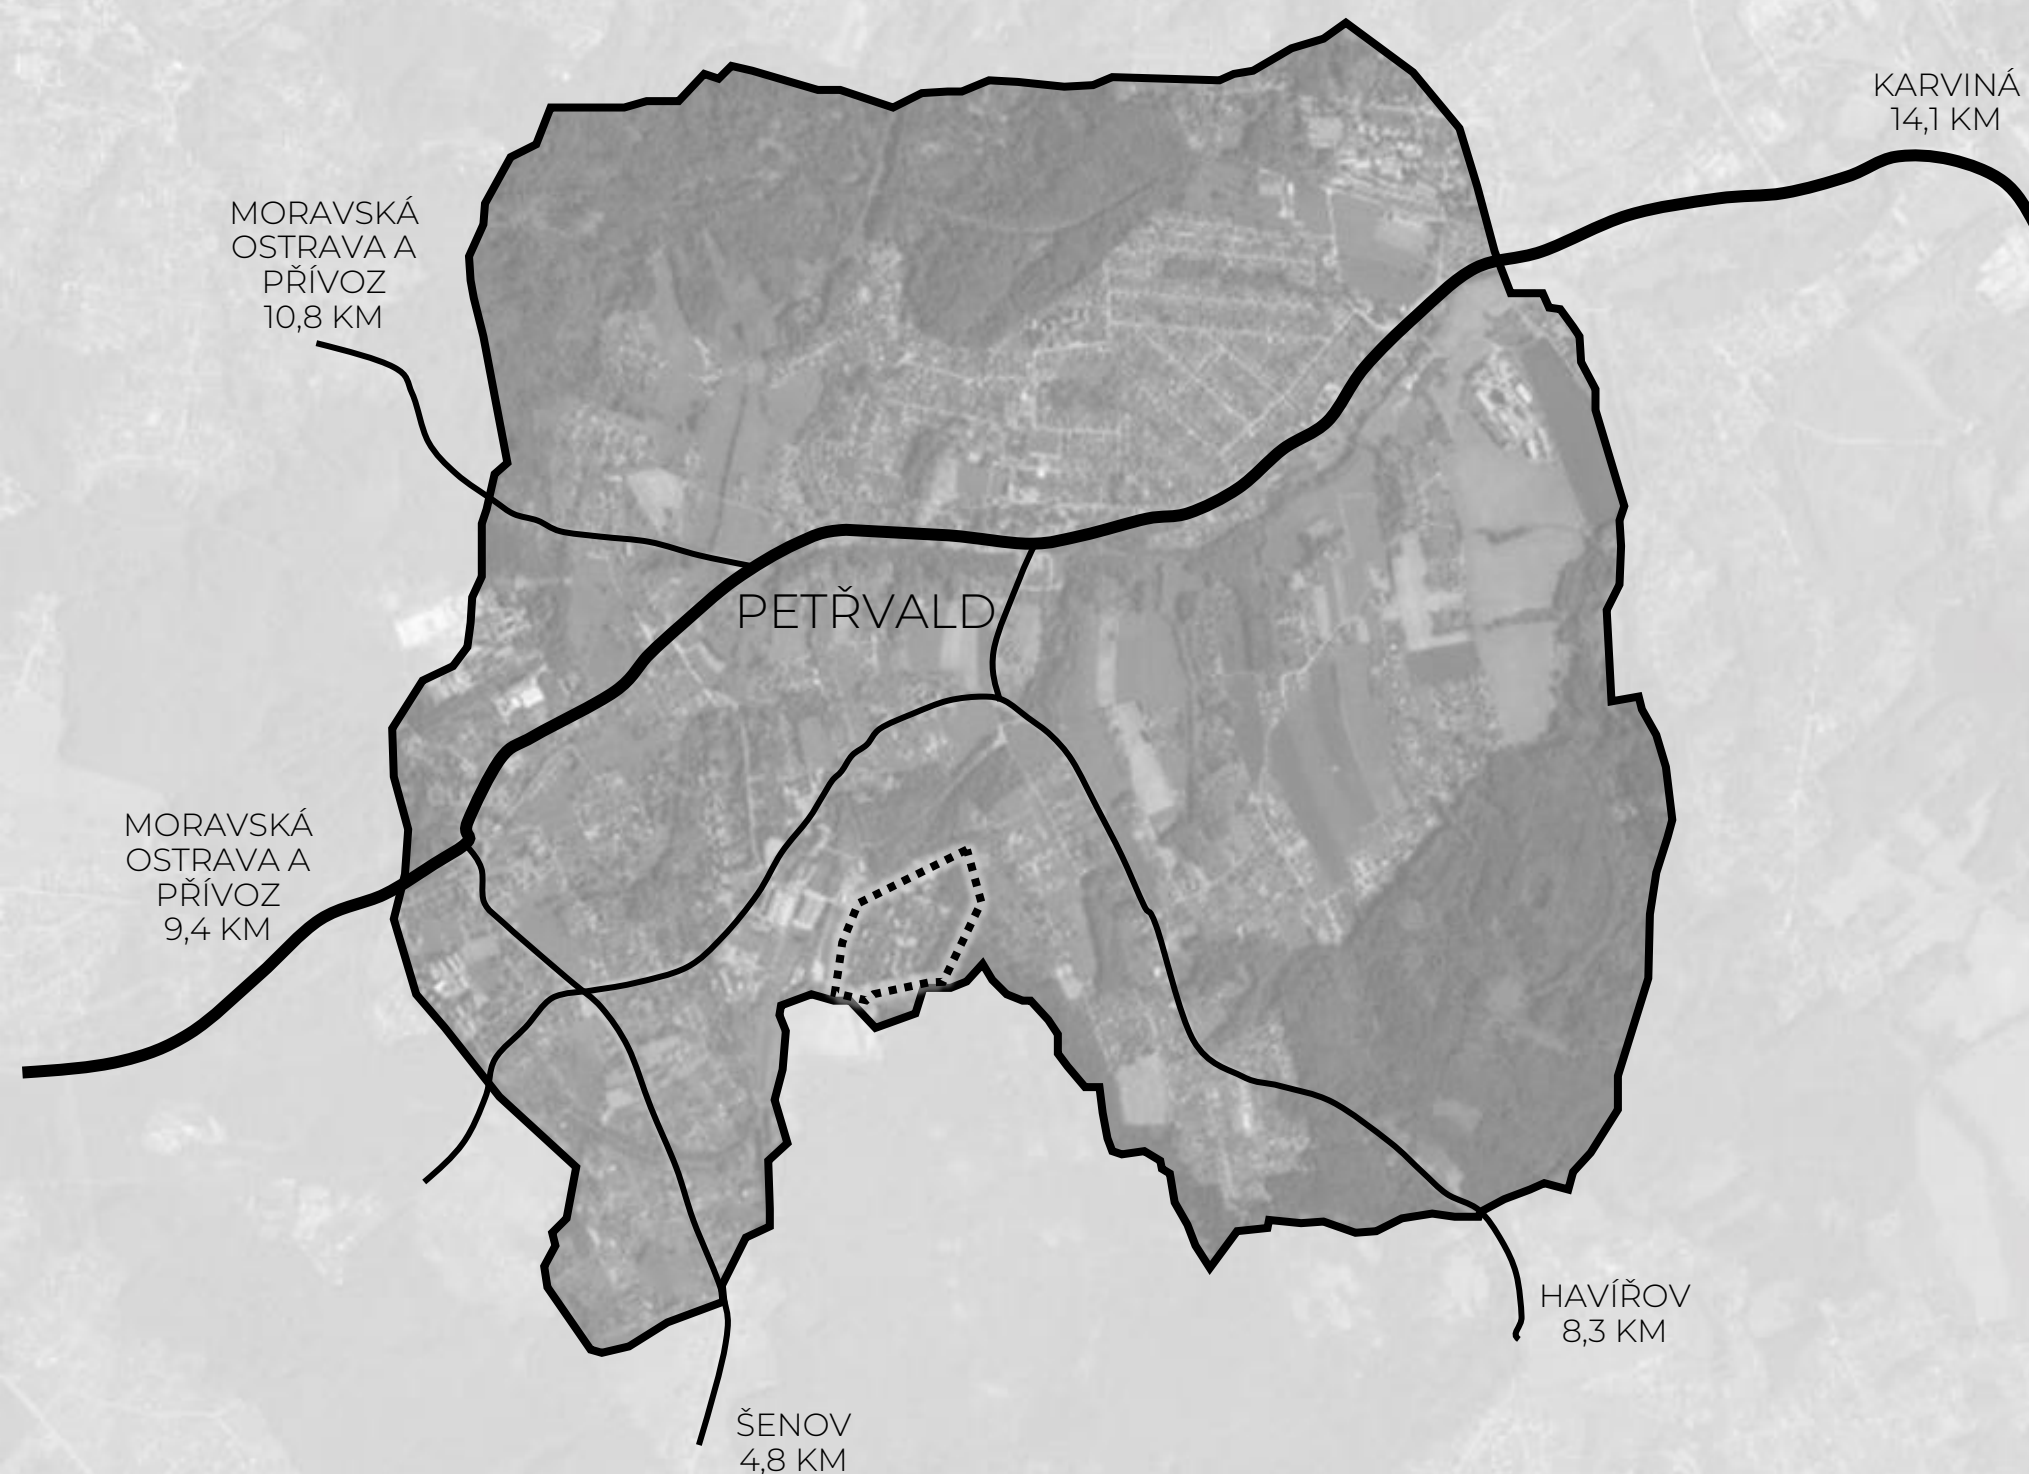 KARVINÁ
14,1 KM
MORAVSKÁ
OSTRAVA A
PŘÍVOZ
10,8 KM
PETŘVALD
MORAVSKÁ
OSTRAVA A
PŘÍVOZ
9,4 KM
HAVÍŘOV
8,3 KM
ŠENOV
4,8 KM